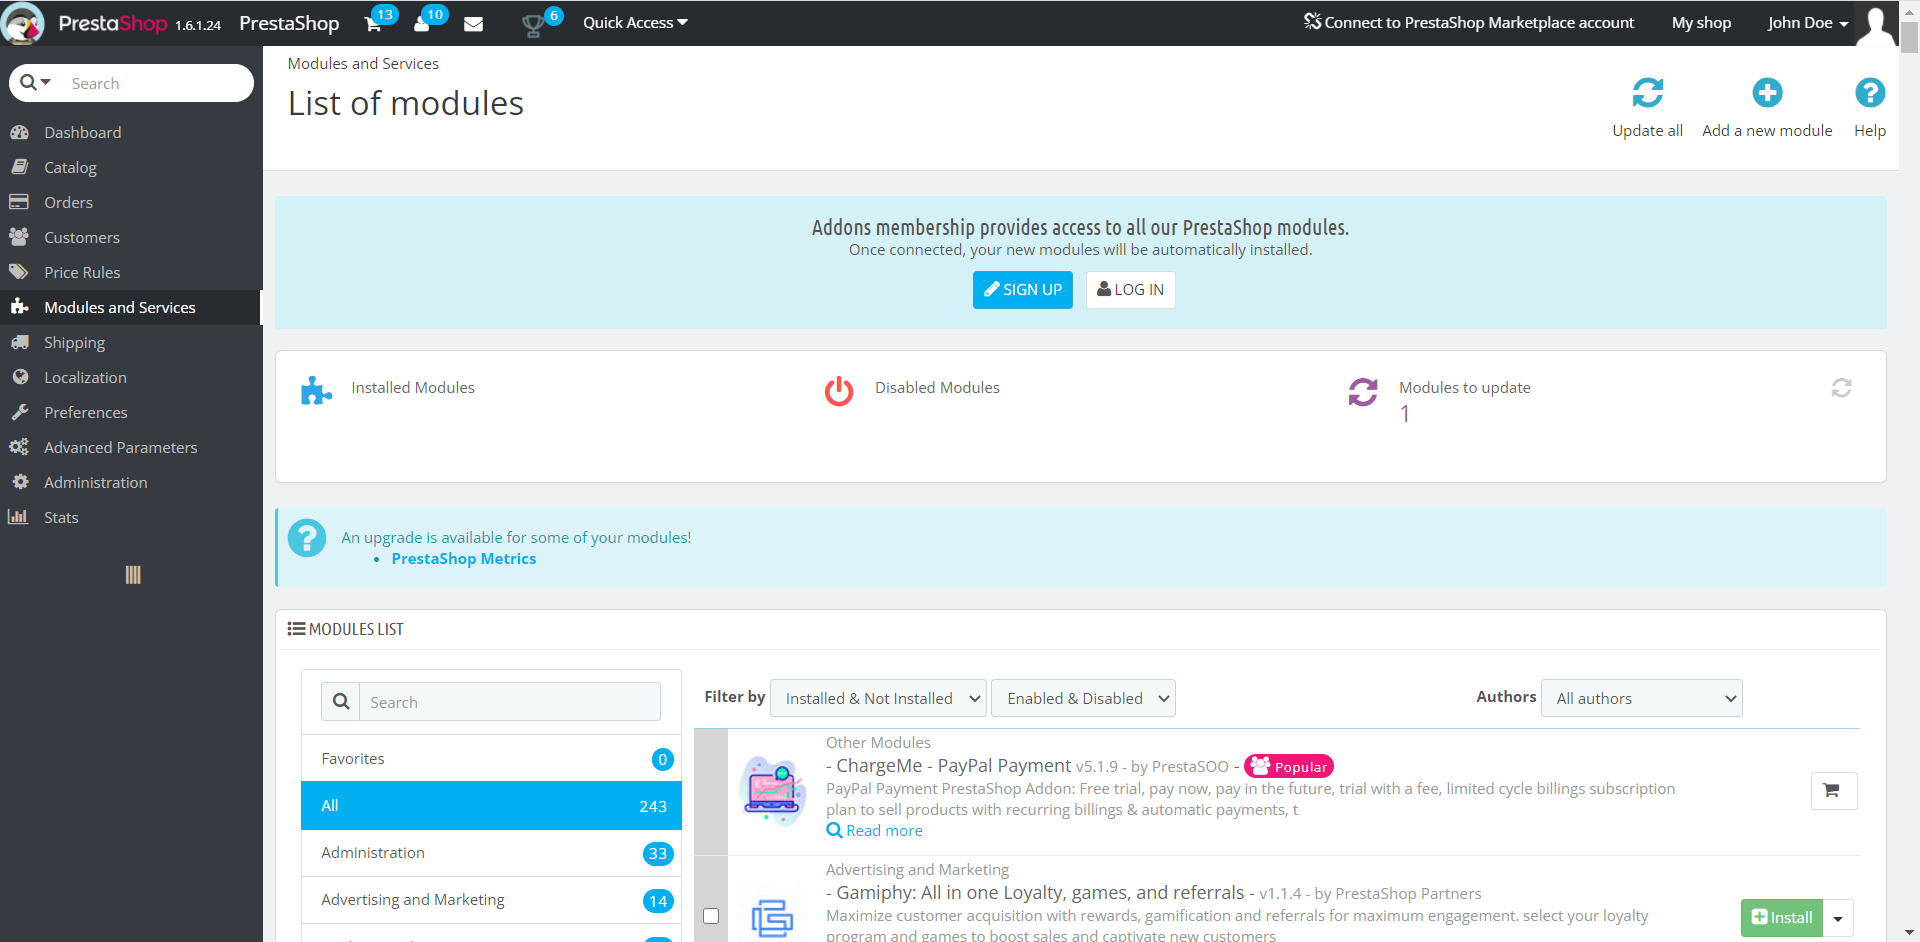 PrestaShop 1.6.1.24 PrestaShop 13 10 6 Quick Access Connect to PrestaShop Marketplace account My shop John Doe
Search
Dashboard
Catalog
Orders
Customers
Price Rules
Modules and Services
Shipping
Localization
Preferences
Advanced Parameters
Administration
Stats
Modules and Services
List of modules
Update all Add a new module Help
Addons membership provides access to all our PrestaShop modules.
Once connected, your new modules will be automatically installed.
SIGN UP LOG IN
Installed Modules Disabled Modules Modules to update
1
An upgrade is available for some of your modules!
• PrestaShop Metrics
MODULES LIST
Search
Favorites 0
All 243
Administration 33
Advertising and Marketing 14
Filter by Installed & Not Installed Enabled & Disabled Authors All authors
Other Modules
- ChargeMe - PayPal Payment v5.1.9 - by PrestaSOO - Popular
PayPal Payment PrestaShop Addon: Free trial, pay now, pay in the future, trial with a fee, limited cycle billings subscription
plan to sell products with recurring billings & automatic payments, t
Read more
Advertising and Marketing
- Gamiphy: All in one Loyalty, games, and referrals - v1.1.4 - by PrestaShop Partners
Maximize customer acquisition with rewards, gamification and referrals for maximum engagement. select your loyalty
program and games to boost sales and captivate new customers
Install